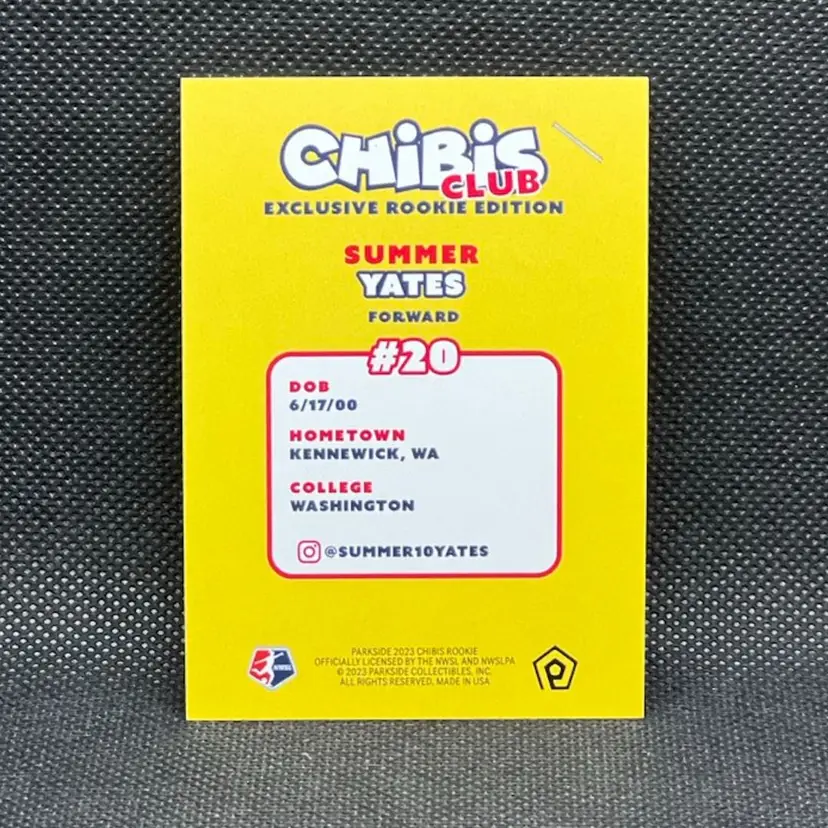 CHiBiS
CLUB
EXCLUSIVE ROOKIE EDITION
SUMMER
YATES
FORWARD
#20
DOB
6/17/00
HOMETOWN
KENNEWICK, WA
COLLEGE
WASHINGTON
@SUMMER10YATES
NWSL
PARKSIDE 2023 CHIBIS ROOKIE
OFFICIALLY LICENSED BY THE NWSL AND NWSLPA
© 2023 PARKSIDE COLLECTIBLES, INC.
ALL RIGHTS RESERVED. MADE IN USA